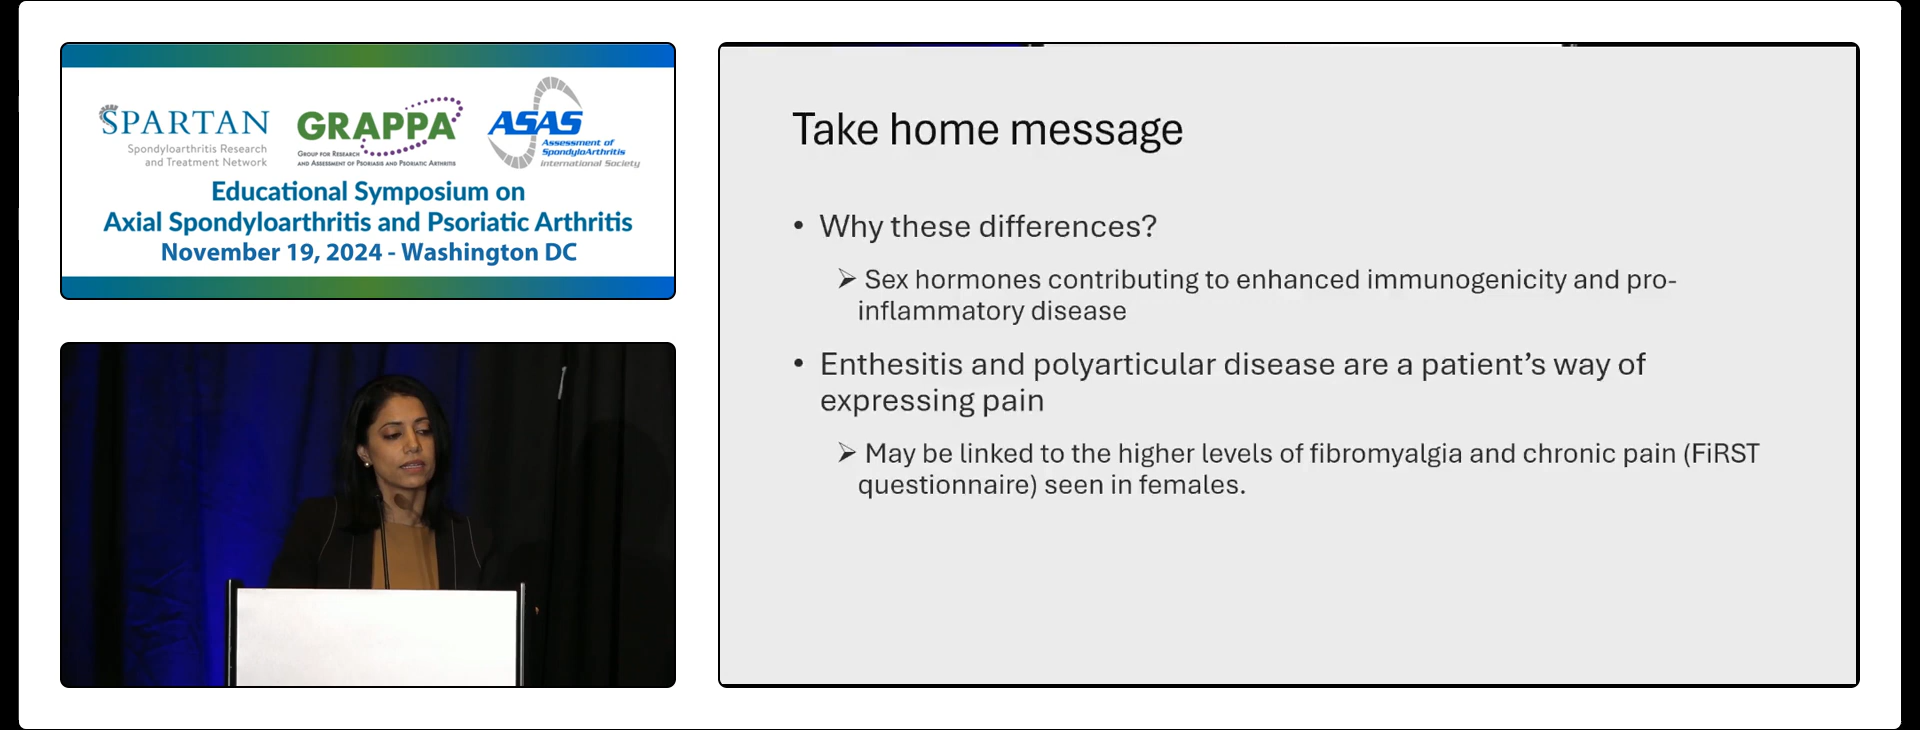 SPARTAN
Spondyloarthritis Research
and Treatment Network
GRAPPA
Group for Research
and Assessment of Psoriasis and Psoriatic Arthritis
ASAS
Assessment of
SpondyloArthritis
international Society
Educational Symposium on
Axial Spondyloarthritis and Psoriatic Arthritis
November 19, 2024 - Washington DC
Take home message
• Why these differences?
➢ Sex hormones contributing to enhanced immunogenicity and pro-
inflammatory disease
• Enthesitis and polyarticular disease are a patient’s way of
expressing pain
➢ May be linked to the higher levels of fibromyalgia and chronic pain (FiRST
questionnaire) seen in females.